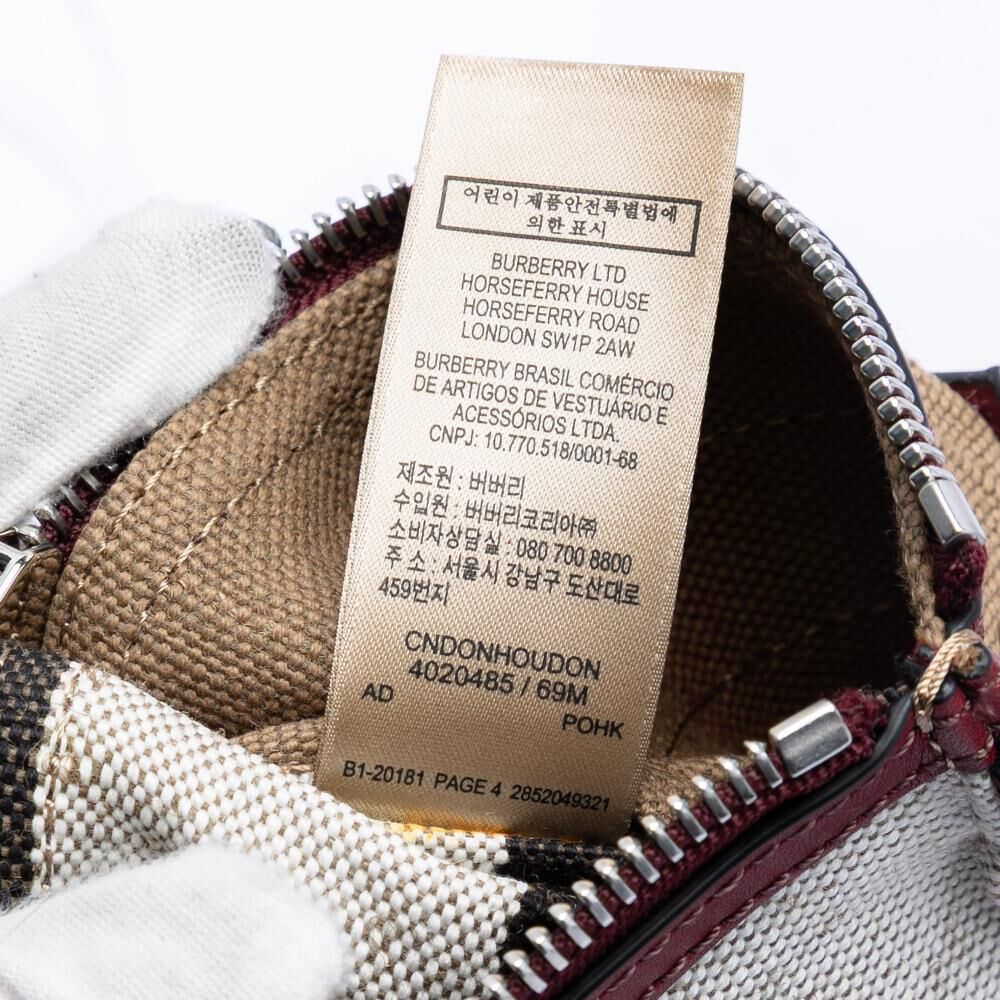 어린이 제품안전특별법에
의한 표시
BURBERRY LTD
HORSEFERRY HOUSE
HORSEFERRY ROAD
LONDON SW1P 2AW
BURBERRY BRASIL COMÉRCIO
DE ARTIGOS DE VESTUÁRIO E
ACESSÓRIOS LTDA.
CNPJ: 10.770.518/0001-68
제조원 : 버버리
수입원 : 버버리코리아㈜
소비자상담실 : 080 700 8800
주 소 : 서울시 강남구 도산대로
459번지
CNDONHOUDON
4020485 / 69M
AD
POHK
B1-20181 PAGE 4 2852049321